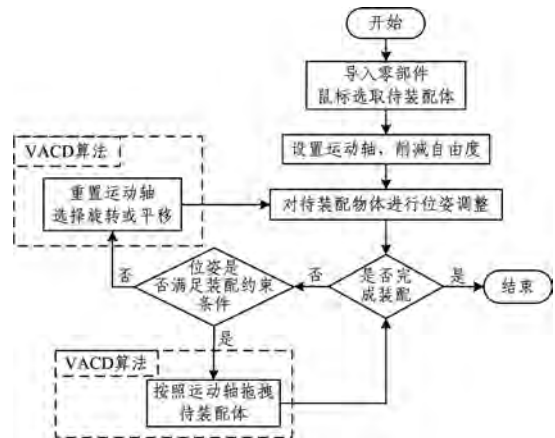 开始
导入零部件
鼠标选取待装配体
设置运动轴、削减自由度
VACD算法
重置运动轴
选择旋转或平移
对待装配物体进行位姿调整
否
位姿是
否满足装配约束
条件
否
是否完
成装配
是
结束
是
VACD算法
按照运动轴拖拽
待装配体